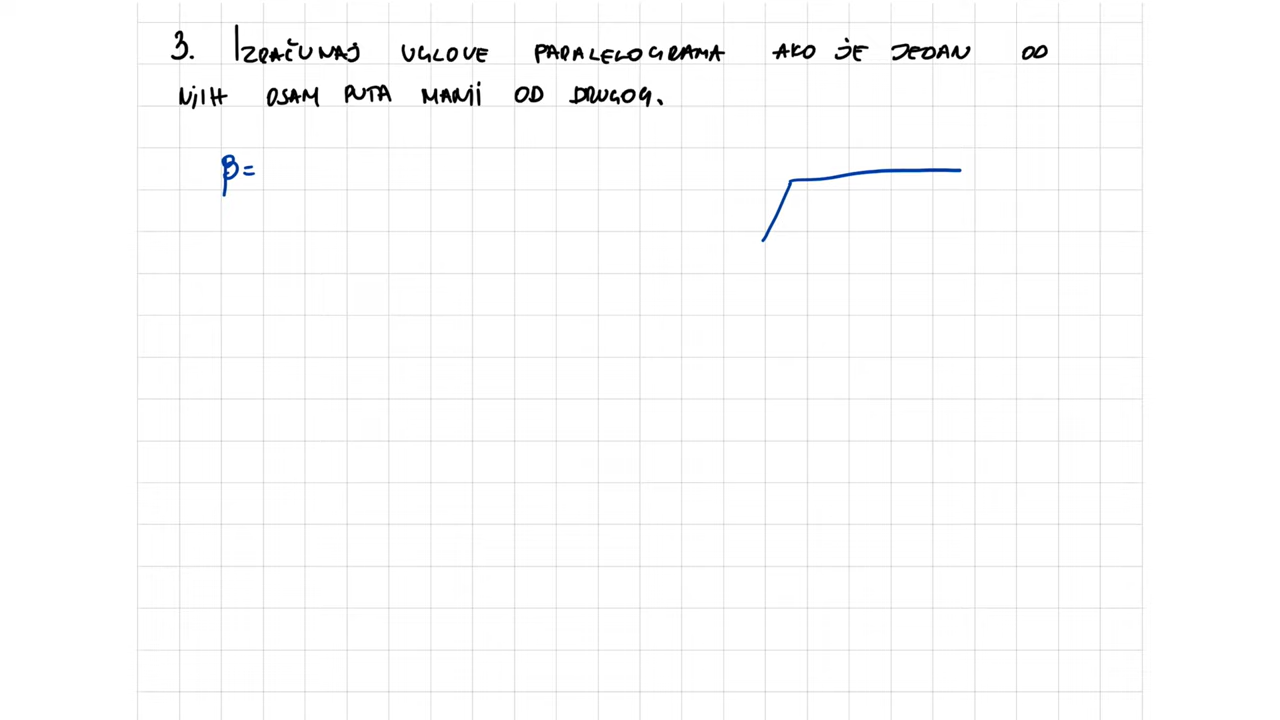 3. IZRAČUNAJ UGLOVE PARALELOGRAMA AKO JE JEDAN OD
NJIH OSAM PUTA MANJI OD DRUGOG.
β=